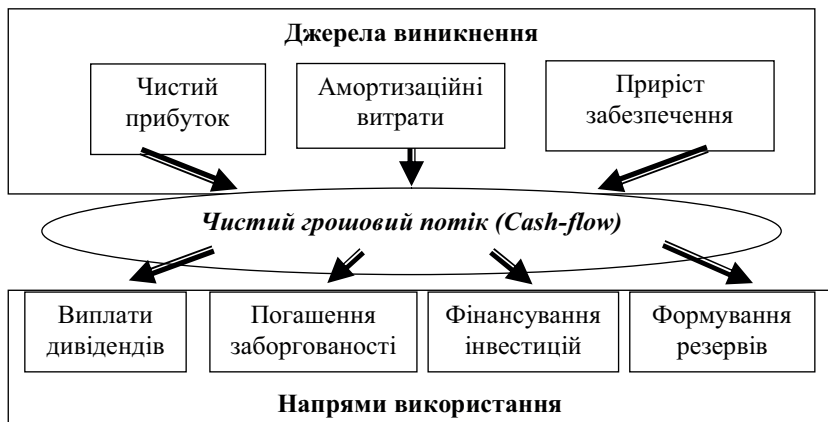 Джерела виникнення
Чистий
прибуток
Амортизаційні
витрати
Приріст
забезпечення
Чистий грошовий потік (Cash-flow)
Виплати
дивідендів
Погашення
заборгованості
Фінансування
інвестицій
Формування
резервів
Напрями використання